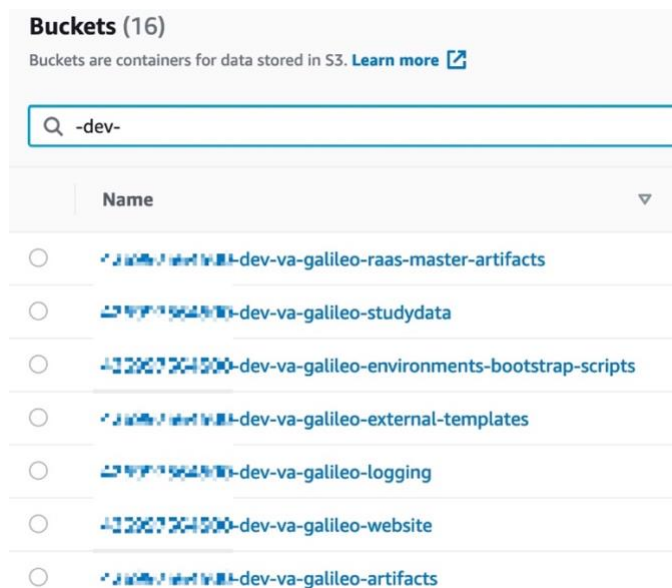 Buckets (16)
Buckets are containers for data stored in S3. Learn more
-dev-
Name
-dev-va-galileo-raas-master-artifacts
-dev-va-galileo-studydata
-dev-va-galileo-environments-bootstrap-scripts
-dev-va-galileo-external-templates
-dev-va-galileo-logging
-dev-va-galileo-website
-dev-va-galileo-artifacts